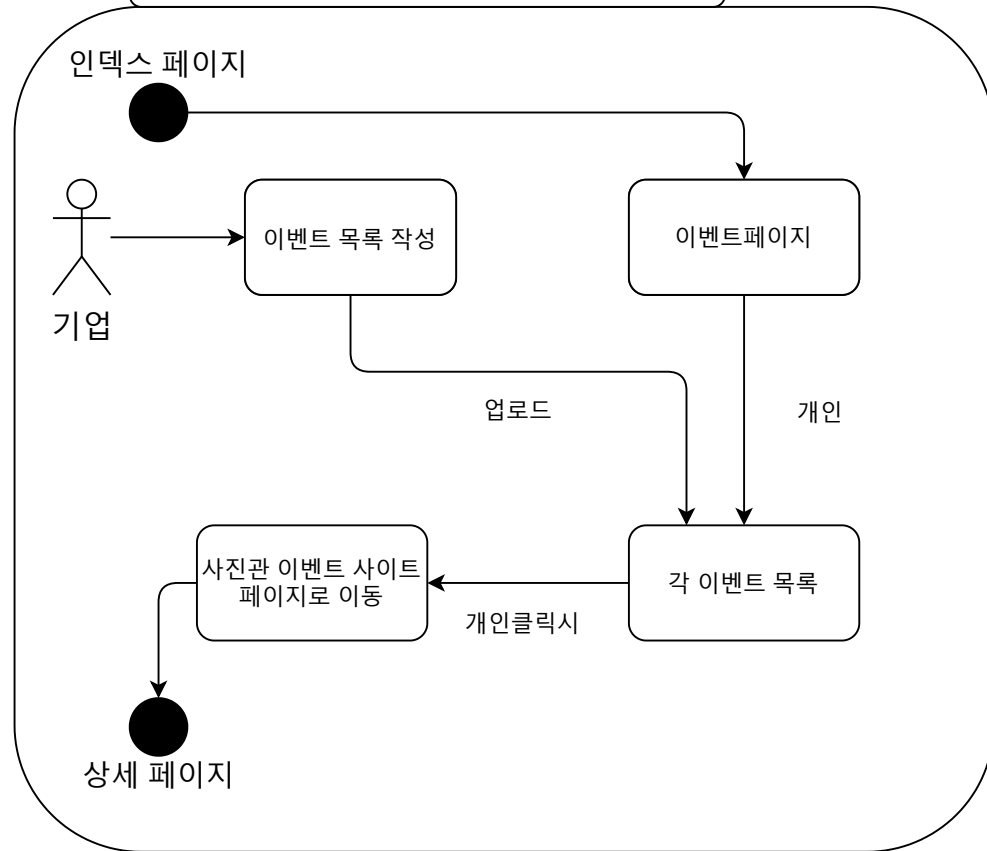 인덱스 페이지
이벤트 목록 작성
이벤트페이지
기업
업로드
개인
사진관 이벤트 사이트
페이지로 이동
각 이벤트 목록
개인클릭시
상세 페이지